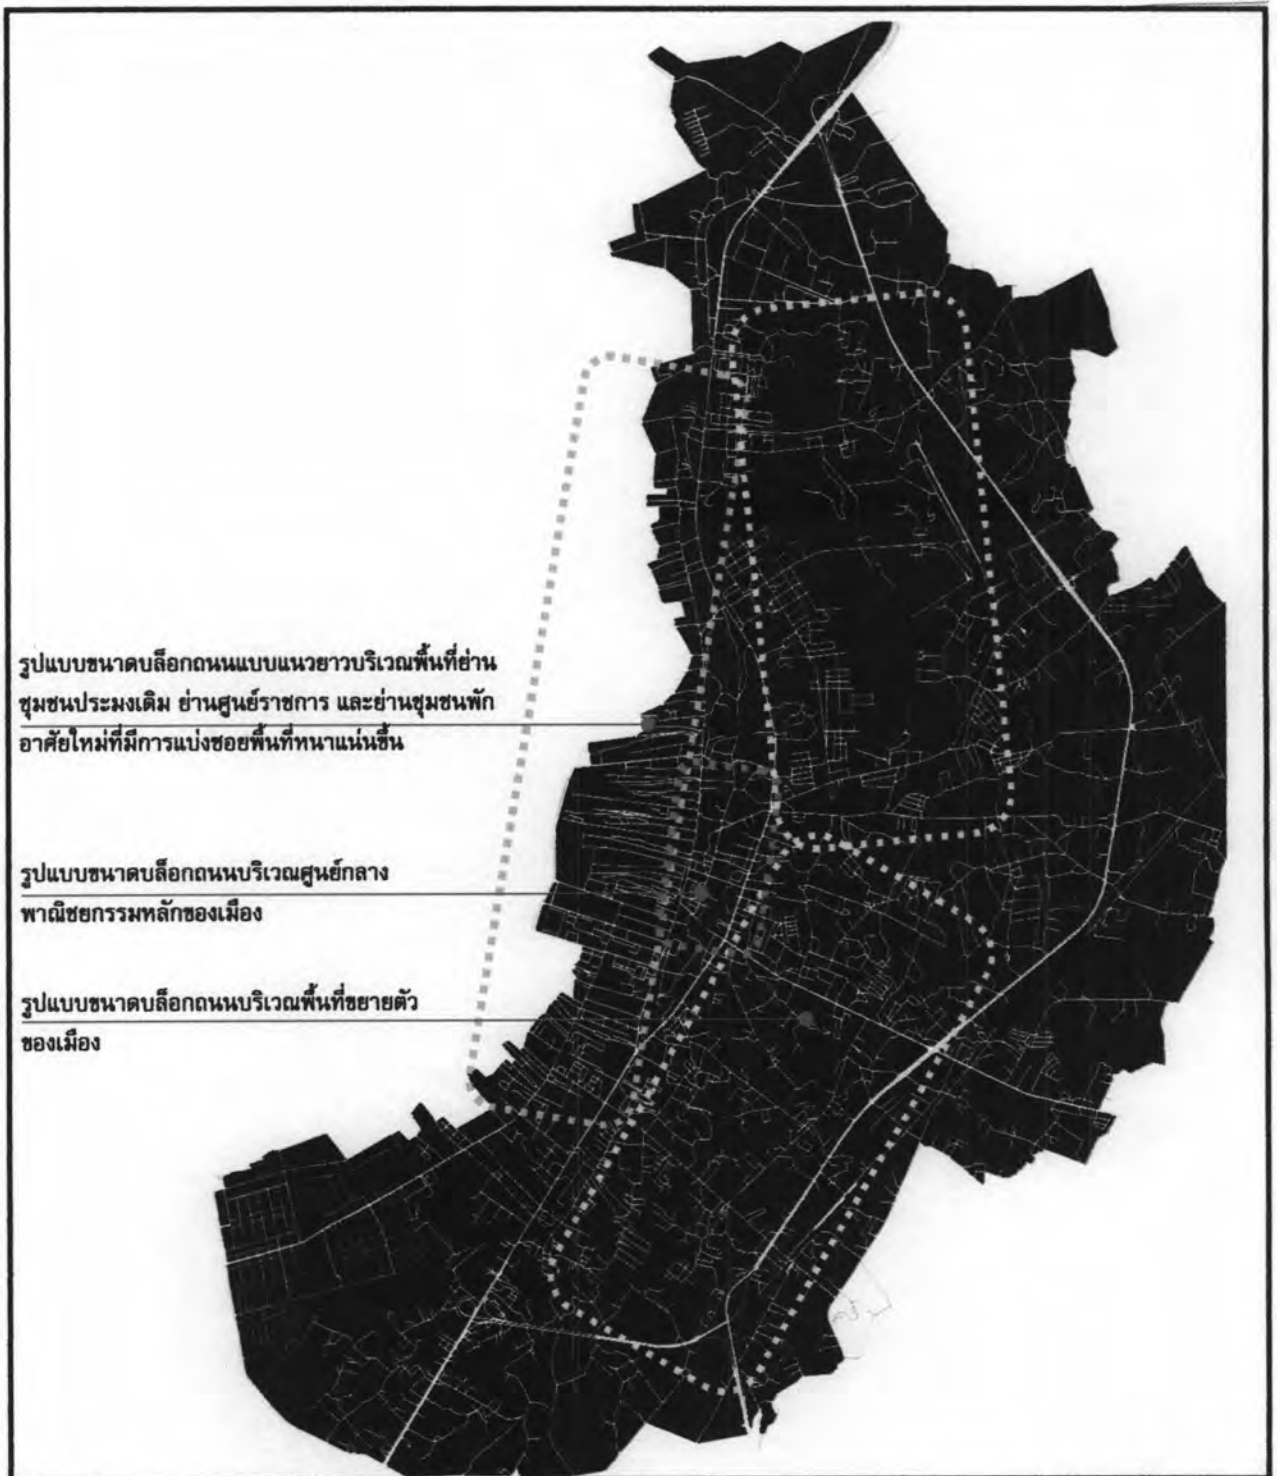 รูปแบบขนาดบล็อกถนนแบบแนวยาวบริเวณพื้นที่ย่าน
ชุมชนประมงเดิม ย่านศูนย์ราชการ และย่านชุมชนพัก
อาศัยใหม่ที่มีการแบ่งซอยพื้นที่หนาแน่นขึ้น
รูปแบบขนาดบล็อกถนนบริเวณศูนย์กลาง
พาณิชยกรรมหลักของเมือง
รูปแบบขนาดบล็อกถนนบริเวณพื้นที่ขยายตัว
ของเมือง